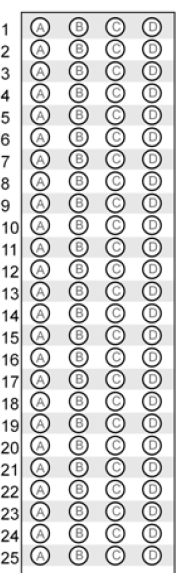 1 A B C D
2 A B C D
3 A B C D
4 A B C D
5 A B C D
6 A B C D
7 A B C D
8 A B C D
9 A B C D
10 A B C D
11 A B C D
12 A B C D
13 A B C D
14 A B C D
15 A B C D
16 A B C D
17 A B C D
18 A B C D
19 A B C D
20 A B C D
21 A B C D
22 A B C D
23 A B C D
24 A B C D
25 A B C D